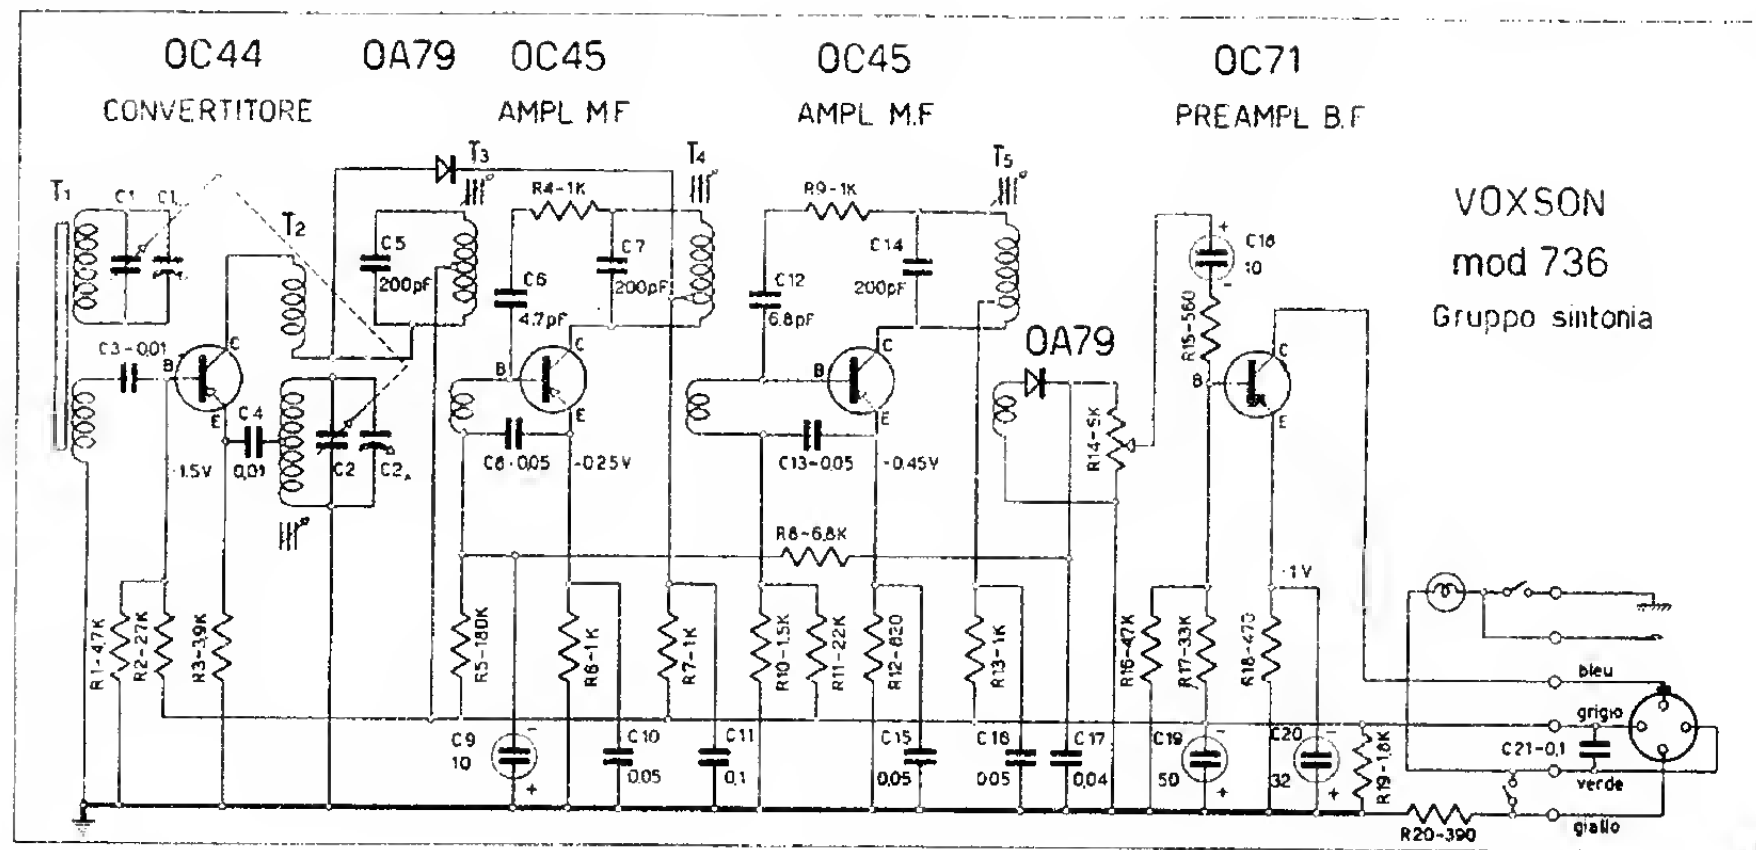 OC44
OA79
OC45
OC45
OC71
CONVERTITORE
AMPL M.F
AMPL M.F
PREAMPL B.F
VOXSON
mod 736
Gruppo sintonia
T1
C1
C1
T2
T3
T4
T5
R4-1K
R9-1K
C5
200pF
C6
4.7pF
C7
200pF
C12
6.8pF
C14
200pF
C18
10
R15-560
C3-0.01
B
C
E
B
C
E
B
C
E
B
C
E
OA79
C4
0,01
-1.5V
C2
C2A
C8-0.05
-0.25V
C13-0.05
-0.45V
R14-5K
R8-6.8K
-1V
R1-4,7K
R2-27K
R3-3,9K
R5-180K
R6-1K
R7-1K
R10-1.5K
R11-22K
R12-820
R13-1K
R16-4.7K
R17-33K
R18-470
bleu
grigio
verde
giallo
C9
10
C10
0.05
C11
0,1
C15
0,05
C16
0.05
C17
0,04
C19
50
C20
32
R19-1,8K
C21-0,1
R20-390